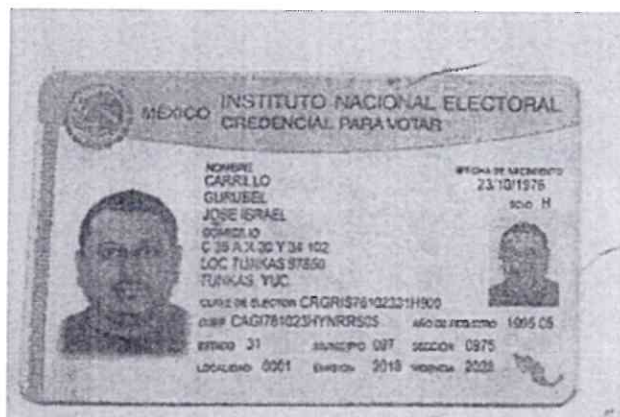 MÉXICO INSTITUTO NACIONAL ELECTORAL
CREDENCIAL PARA VOTAR
NOMBRE
CARRILLO
GURUBEL
JOSE ISRAEL
FECHA DE NACIMIENTO
23/10/1976
SEXO H
DOMICILIO
C 35 A X 30 Y 34 102
LOC TUNKAS 97650
TUNKAS, YUC.
CLAVE DE ELECTOR CRGRIS76102331H900
CURP CAGI761023HYNRRS05 AÑO DE REGISTRO 1995 05
ESTADO 31 MUNICIPIO 097 SECCIÓN 0975
LOCALIDAD 0001 EMISIÓN 2018 VIGENCIA 2028